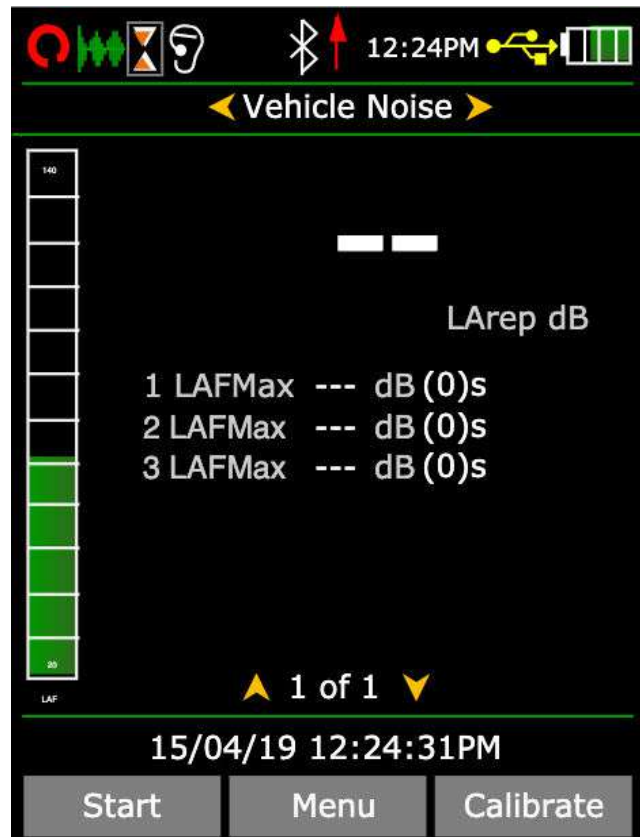 12:24PM
Vehicle Noise
140
-- 
LArep dB
1 LAFMax --- dB (0)s
2 LAFMax --- dB (0)s
3 LAFMax --- dB (0)s
20
LAF
1 of 1
15/04/19 12:24:31PM
Start Menu Calibrate